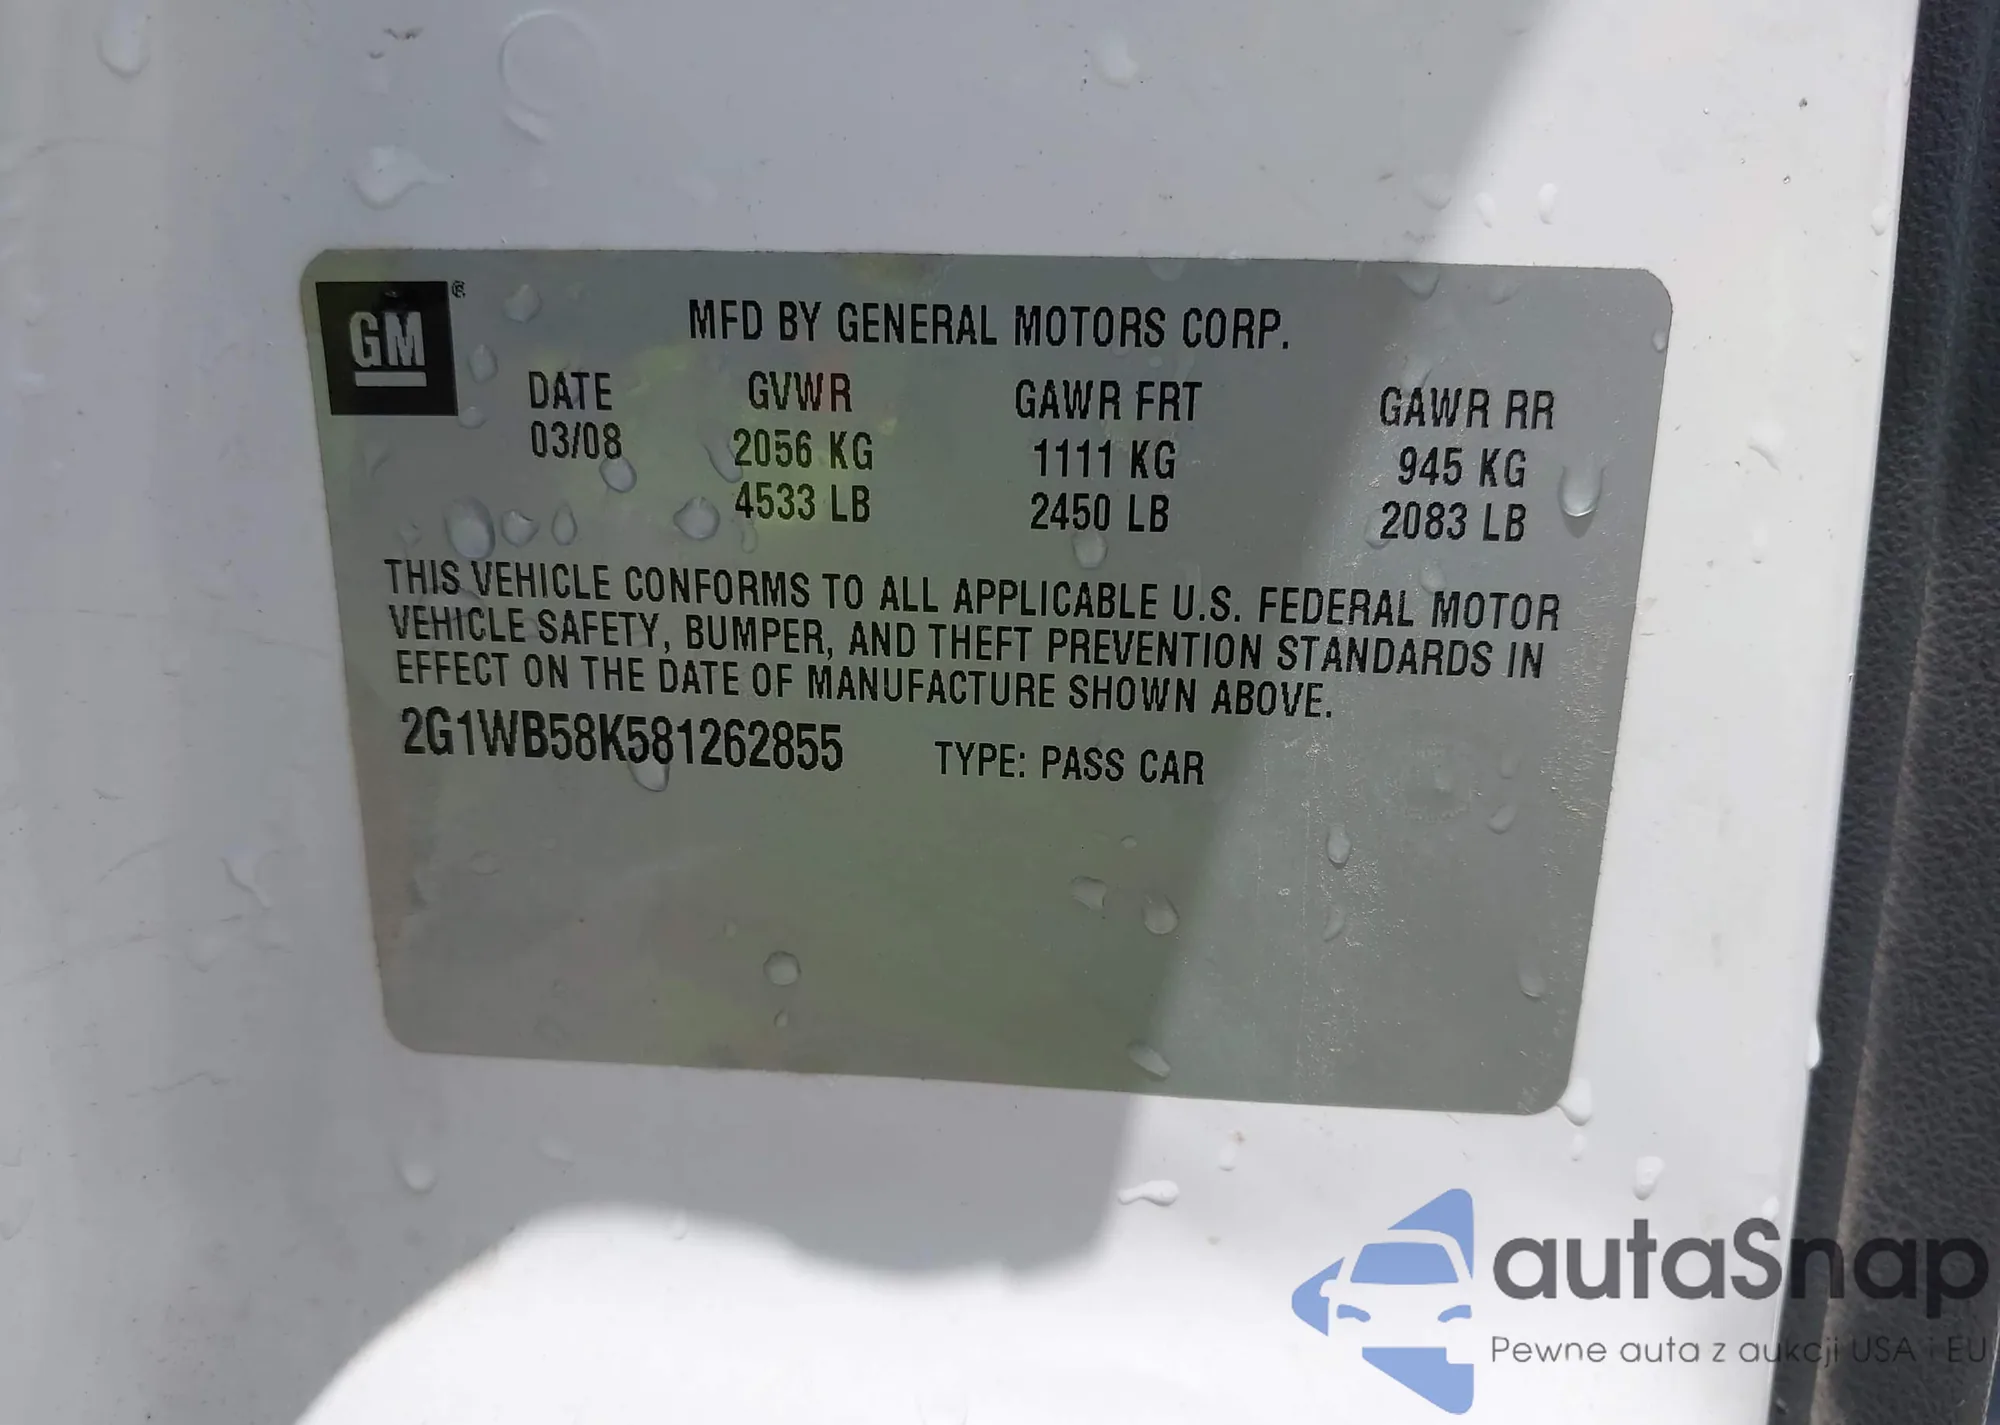 GM
MFD BY GENERAL MOTORS CORP.
DATE GVWR GAWR FRT GAWR RR
03/08 2056 KG 1111 KG 945 KG
4533 LB 2450 LB 2083 LB
THIS VEHICLE CONFORMS TO ALL APPLICABLE U.S. FEDERAL MOTOR
VEHICLE SAFETY, BUMPER, AND THEFT PREVENTION STANDARDS IN
EFFECT ON THE DATE OF MANUFACTURE SHOWN ABOVE.
2G1WB58K581262855 TYPE: PASS CAR
autaSnap
Pewne auta z aukcji USA i EU